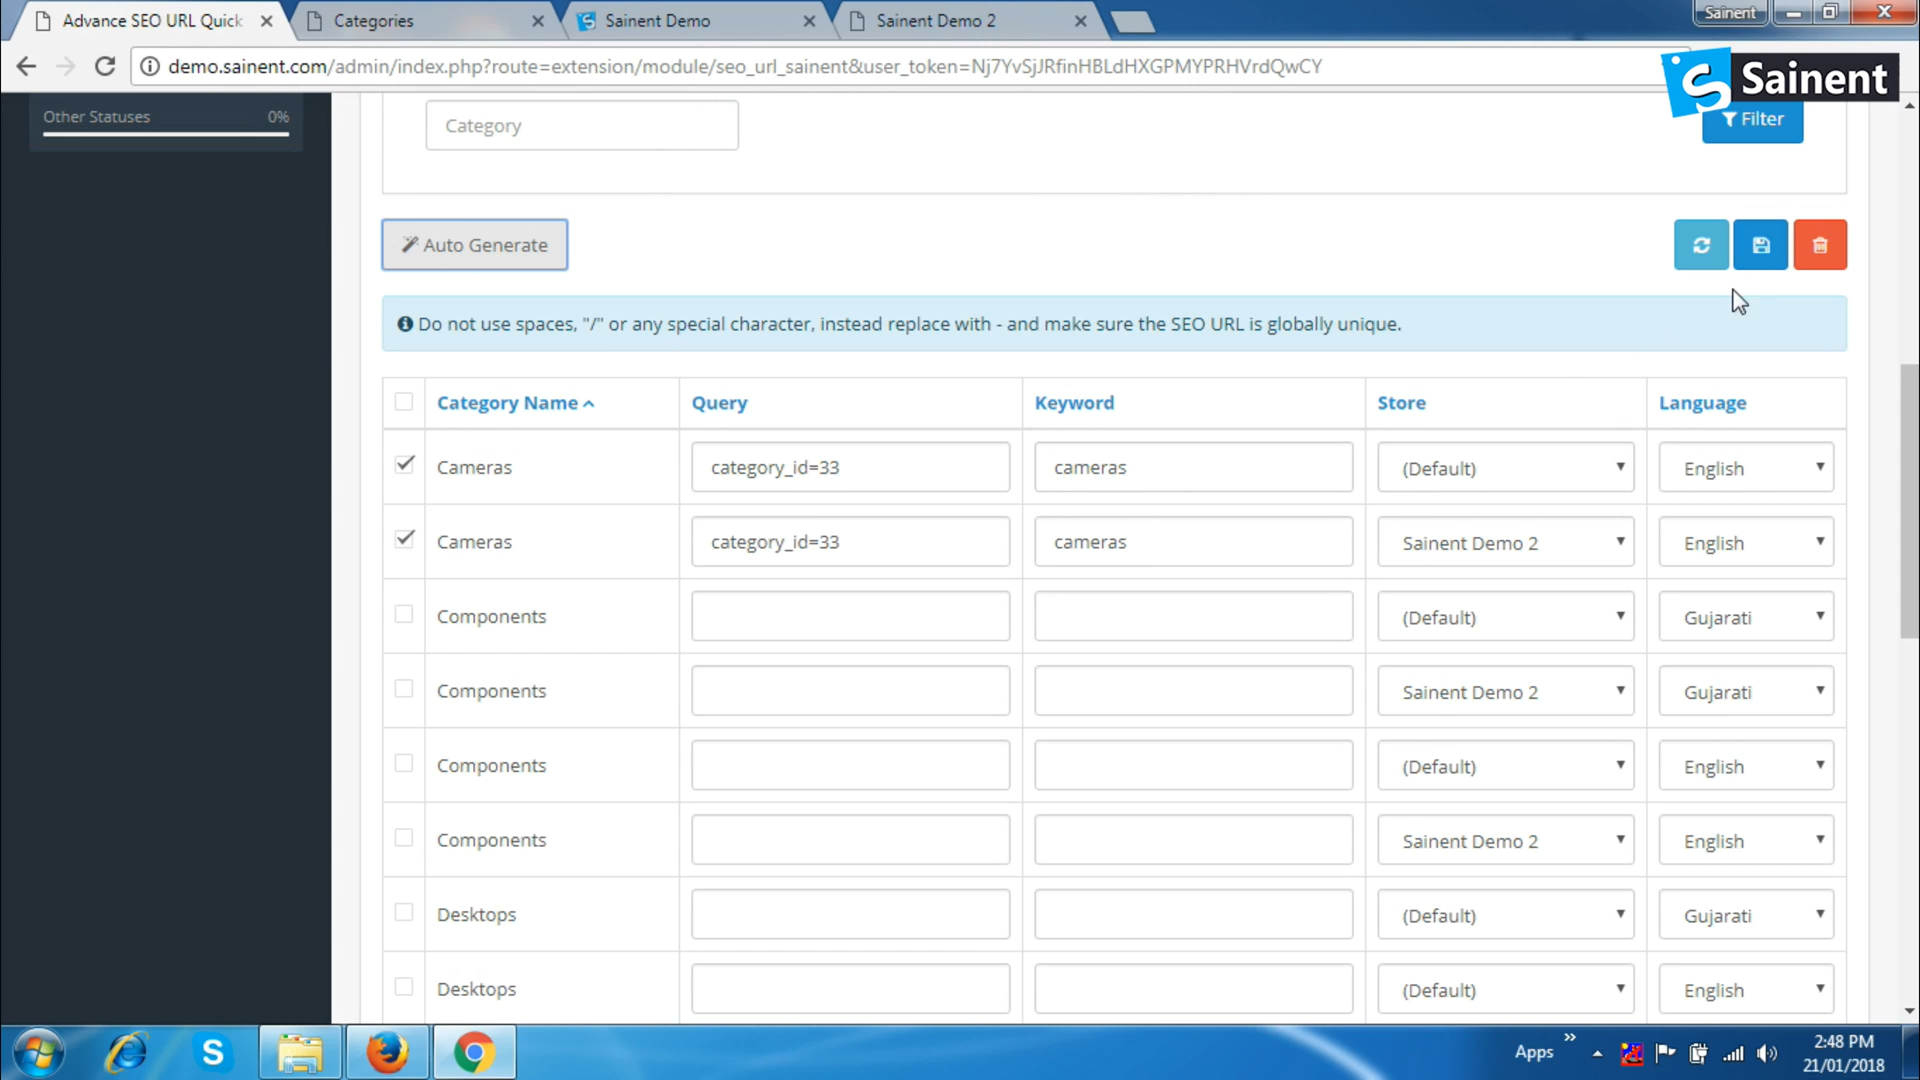 Advance SEO URL Quick
Categories
Sainent Demo
Sainent Demo 2
Sainent
demo.sainent.com/admin/index.php?route=extension/module/seo_url_sainent&user_token=Nj7YvSjJRfinHBLdHXGPMYPRHVrdQwCY
Sainent
Other Statuses 0%
Category
Filter
Auto Generate
Do not use spaces, "/" or any special character, instead replace with - and make sure the SEO URL is globally unique.
Category Name Query Keyword Store Language
Cameras category_id=33 cameras (Default) English
Cameras category_id=33 cameras Sainent Demo 2 English
Components (Default) Gujarati
Components Sainent Demo 2 Gujarati
Components (Default) English
Components Sainent Demo 2 English
Desktops (Default) Gujarati
Desktops (Default) English
Apps
2:48 PM
21/01/2018